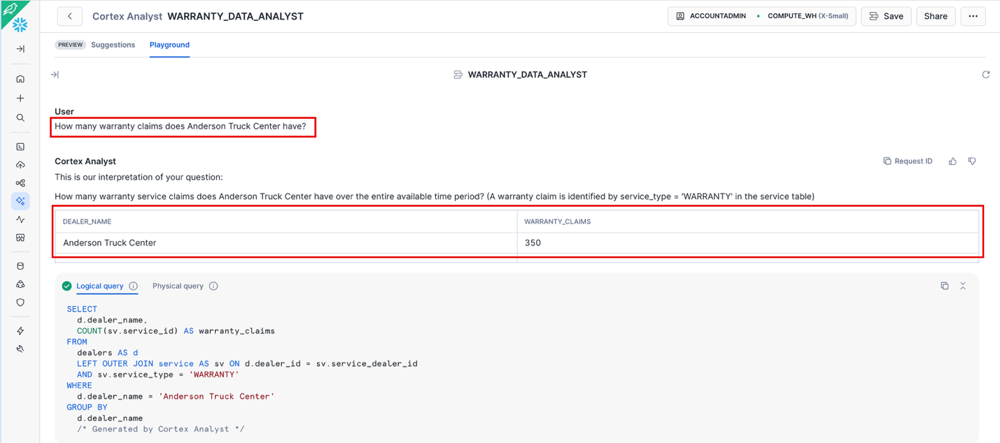 Cortex Analyst WARRANTY_DATA_ANALYST
ACCOUNTADMIN • COMPUTE_WH (X-Small)
Save
Share
PREVIEW Suggestions Playground
WARRANTY_DATA_ANALYST
User
How many warranty claims does Anderson Truck Center have?
Cortex Analyst
Request ID
This is our interpretation of your question:
How many warranty service claims does Anderson Truck Center have over the entire available time period? (A warranty claim is identified by service_type = 'WARRANTY' in the service table)
DEALER_NAME WARRANTY_CLAIMS
Anderson Truck Center 350
Logical query Physical query
SELECT
d.dealer_name,
COUNT(sv.service_id) AS warranty_claims
FROM
dealers AS d
LEFT OUTER JOIN service AS sv ON d.dealer_id = sv.service_dealer_id
AND sv.service_type = 'WARRANTY'
WHERE
d.dealer_name = 'Anderson Truck Center'
GROUP BY
d.dealer_name
/* Generated by Cortex Analyst */